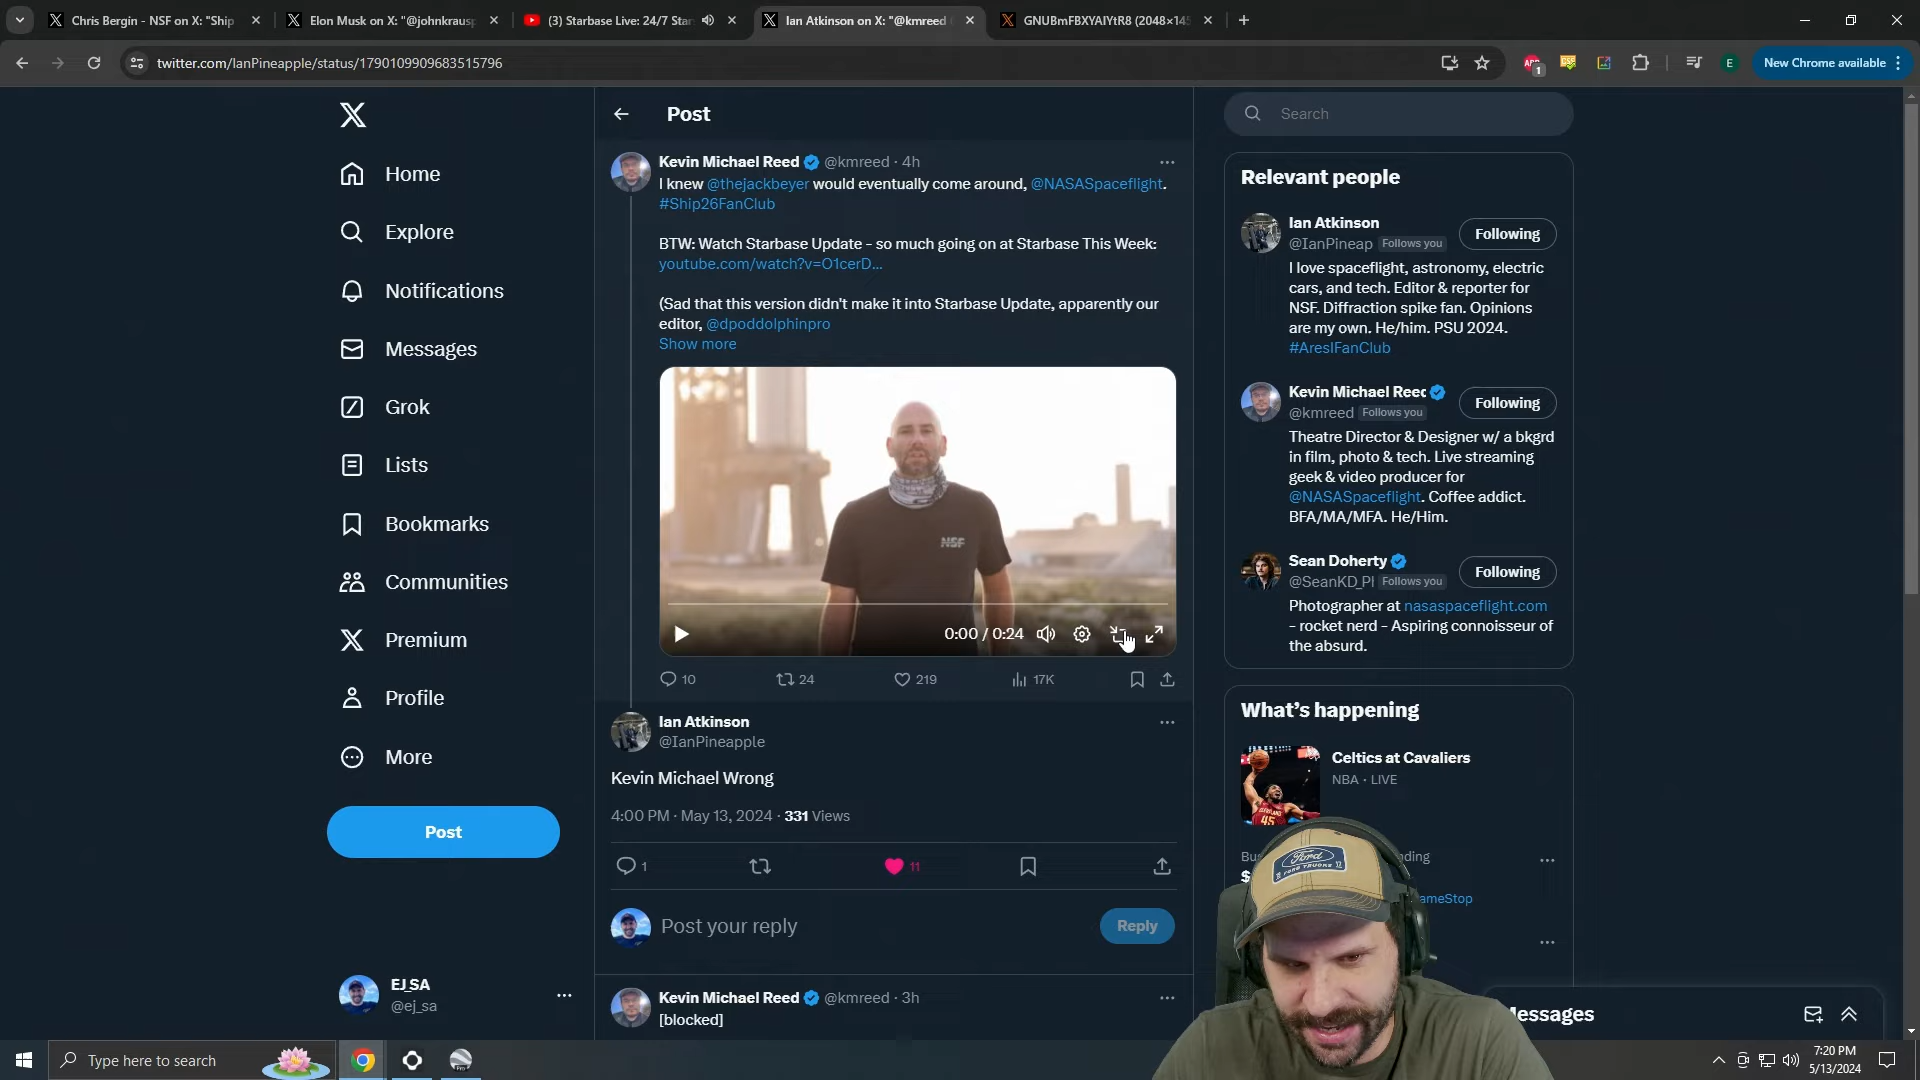 Chris Bergin - NSF on X: "Ship
Elon Musk on X: "@johnkrausp
(3) Starbase Live: 24/7 Star
Ian Atkinson on X: "@kmreed
GNUBmFBXYAIYtR8 (2048×145
twitter.com/IanPineapple/status/1790109909683515796
1
E
New Chrome available
Home
Explore
Notifications
Messages
Grok
Lists
Bookmarks
Communities
Premium
Profile
More
Post
EJ_SA
@ej_sa
Post
Kevin Michael Reed @kmreed · 4h
I knew @thejackbeyer would eventually come around, @NASASpaceflight.
#Ship26FanClub
BTW: Watch Starbase Update - so much going on at Starbase This Week:
youtube.com/watch?v=O1cerD...
(Sad that this version didn't make it into Starbase Update, apparently our
editor, @dpoddolphinpro
Show more
NSF
0:00 / 0:24
10 24 219 17K
Ian Atkinson
@IanPineapple
Kevin Michael Wrong
4:00 PM · May 13, 2024 · 331 Views
1 11
Post your reply
Reply
Kevin Michael Reed @kmreed · 3h
[blocked]
Search
Relevant people
Ian Atkinson
@IanPineap Follows you
Following
I love spaceflight, astronomy, electric
cars, and tech. Editor & reporter for
NSF. Diffraction spike fan. Opinions
are my own. He/him. PSU 2024.
#AresIFanClub
Kevin Michael Reed
@kmreed Follows you
Following
Theatre Director & Designer w/ a bkgrd
in film, photo & tech. Live streaming
geek & video producer for
@NASASpaceflight. Coffee addict.
BFA/MA/MFA. He/Him.
Sean Doherty
@SeanKD_Pl Follows you
Following
Photographer at nasaspaceflight.com
- rocket nerd - Aspiring connoisseur of
the absurd.
What's happening
Celtics at Cavaliers
NBA · LIVE
Bu
nding
$
ameStop
Ford
Messages
Type here to search
7:20 PM
5/13/2024